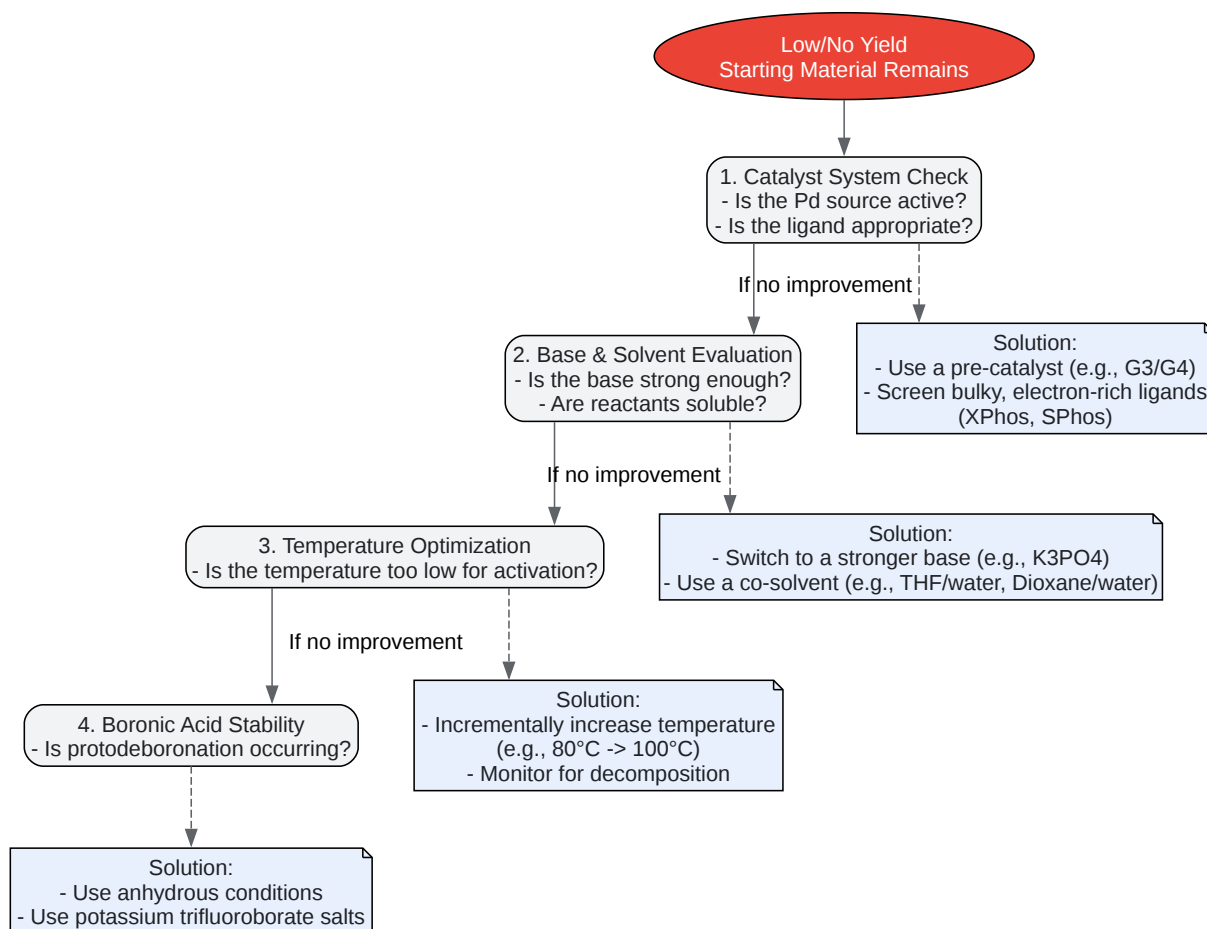 Low/No Yield
Starting Material Remains
1. Catalyst System Check
- Is the Pd source active?
- Is the ligand appropriate?
If no improvement
Solution:
- Use a pre-catalyst (e.g., G3/G4)
- Screen bulky, electron-rich ligands
(XPhos, SPhos)
2. Base & Solvent Evaluation
- Is the base strong enough?
- Are reactants soluble?
If no improvement
Solution:
- Switch to a stronger base (e.g., K3PO4)
- Use a co-solvent (e.g., THF/water, Dioxane/water)
3. Temperature Optimization
- Is the temperature too low for activation?
If no improvement
Solution:
- Incrementally increase temperature
(e.g., 80°C -> 100°C)
- Monitor for decomposition
4. Boronic Acid Stability
- Is protodeboronation occurring?
Solution:
- Use anhydrous conditions
- Use potassium trifluoroborate salts